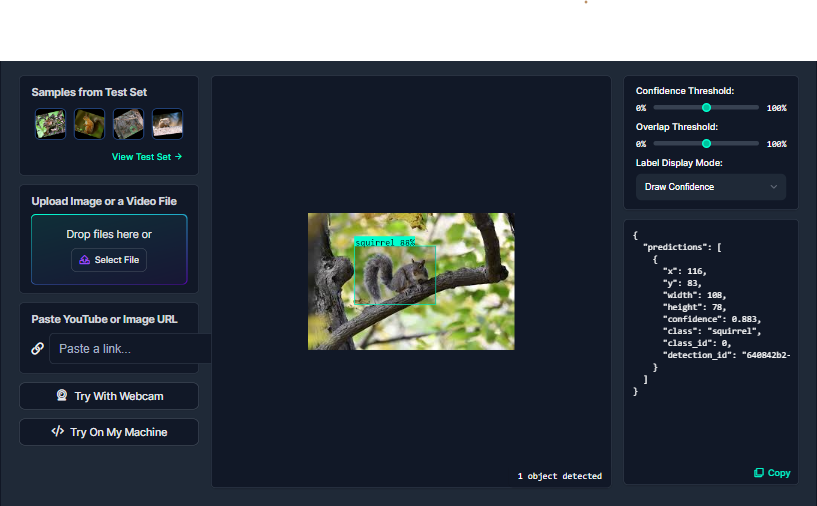 Samples from Test Set
View Test Set →
Upload Image or a Video File
Drop files here or
Select File
Paste YouTube or Image URL
Paste a link...
Try With Webcam
</> Try On My Machine
squirrel 88%
1 object detected
Confidence Threshold:
0% 100%
Overlap Threshold:
0% 100%
Label Display Mode:
Draw Confidence
{
"predictions": [
{
"x": 116,
"y": 83,
"width": 108,
"height": 78,
"confidence": 0.883,
"class": "squirrel",
"class_id": 0,
"detection_id": "640842b2-
}
]
}
Copy